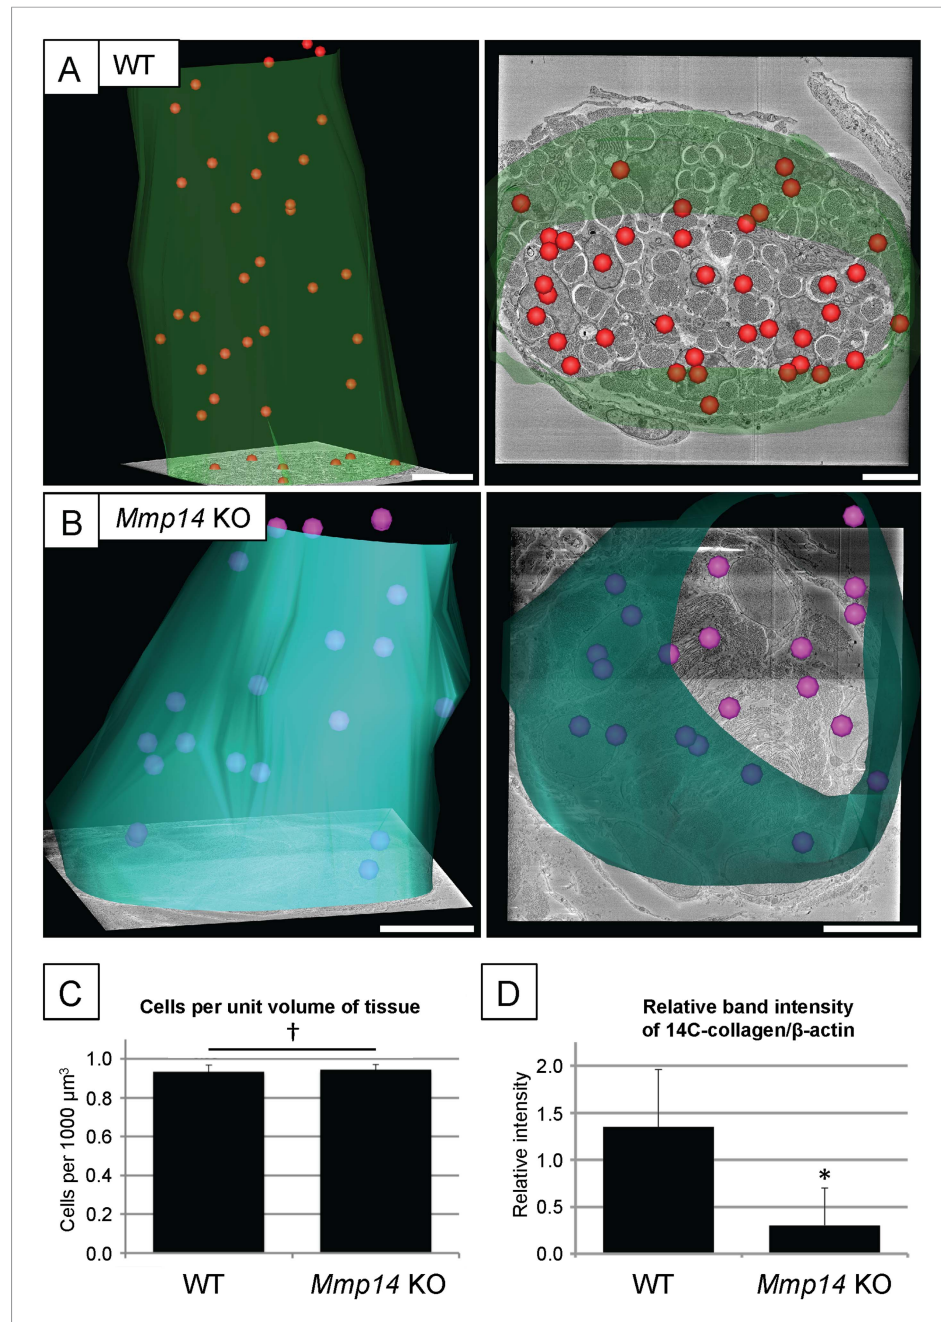 A
WT
B
Mmp14 KO
C
Cells per unit volume of tissue
†
Cells per 1000 µm³
1.0
0.8
0.6
0.4
0.2
0.0
WT
Mmp14 KO
D
Relative band intensity
of 14C-collagen/β-actin
Relative intensity
2.0
1.5
1.0
0.5
0.0
*
WT
Mmp14 KO